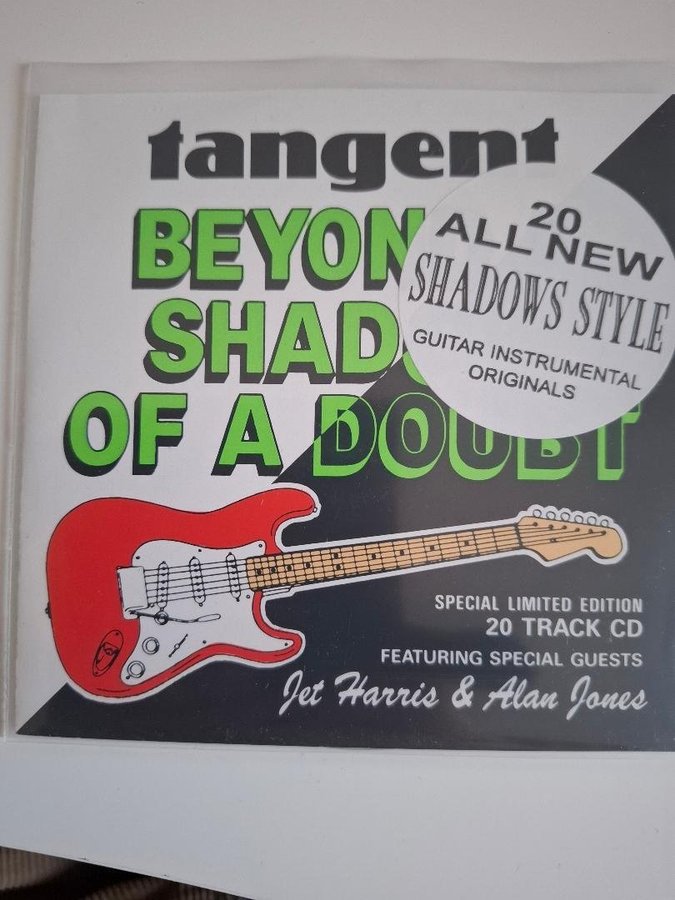 tangent
BEYON
SHAD
OF A DOUBT
20
ALL NEW
SHADOWS STYLE
GUITAR INSTRUMENTAL
ORIGINALS
SPECIAL LIMITED EDITION
20 TRACK CD
FEATURING SPECIAL GUESTS
Jet Harris & Alan Jones